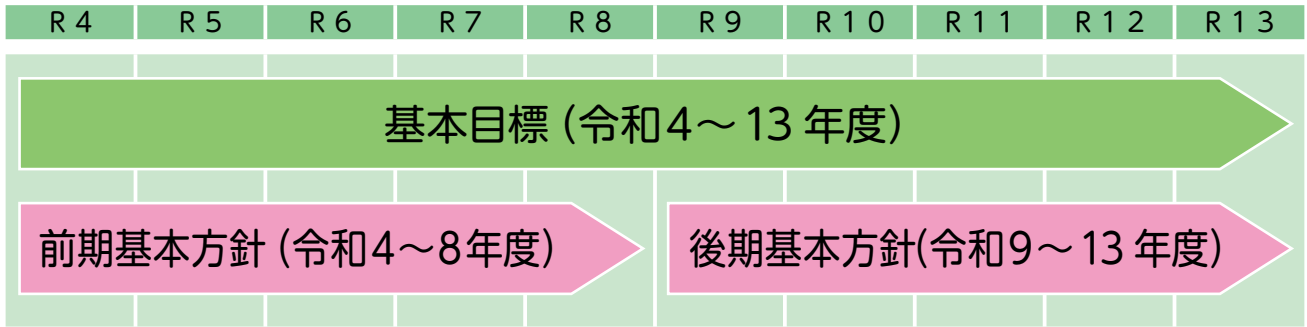 R4 R5 R6 R7 R8 R9 R10 R11 R12 R13
基本目標(令和4～13年度)
前期基本方針(令和4～8年度) 後期基本方針(令和9～13年度)